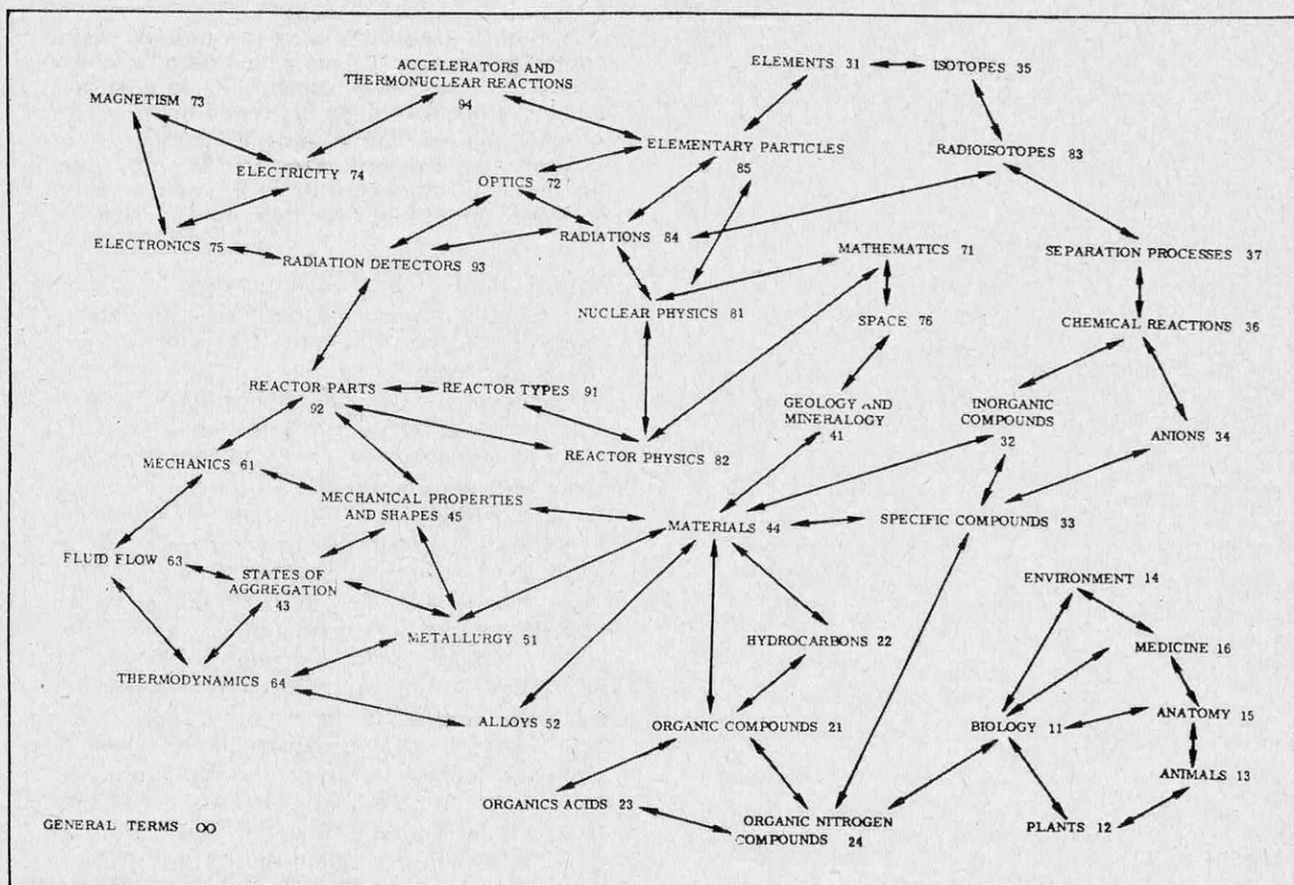 ACCELERATORS AND
THERMONUCLEAR REACTIONS
94
ELEMENTS 31
ISOTOPES 35
MAGNETISM 73
ELEMENTARY PARTICLES
85
RADIOISOTOPES 83
ELECTRICITY 74
OPTICS 72
ELECTRONICS 75
RADIATION DETECTORS 93
RADIATIONS 84
MATHEMATICS 71
SEPARATION PROCESSES 37
NUCLEAR PHYSICS 81
SPACE 76
CHEMICAL REACTIONS 36
REACTOR PARTS
92
REACTOR TYPES 91
GEOLOGY AND
MINERALOGY
41
INORGANIC
COMPOUNDS
32
ANIONS 34
MECHANICS 61
REACTOR PHYSICS 82
MECHANICAL PROPERTIES
AND SHAPES 45
MATERIALS 44
SPECIFIC COMPOUNDS 33
FLUID FLOW 63
STATES OF
AGGREGATION
43
ENVIRONMENT 14
METALLURGY 51
HYDROCARBONS 22
MEDICINE 16
THERMODYNAMICS 64
ALLOYS 52
ORGANIC COMPOUNDS 21
BIOLOGY 11
ANATOMY 15
ANIMALS 13
ORGANICS ACIDS 23
ORGANIC NITROGEN
COMPOUNDS 24
PLANTS 12
GENERAL TERMS OO